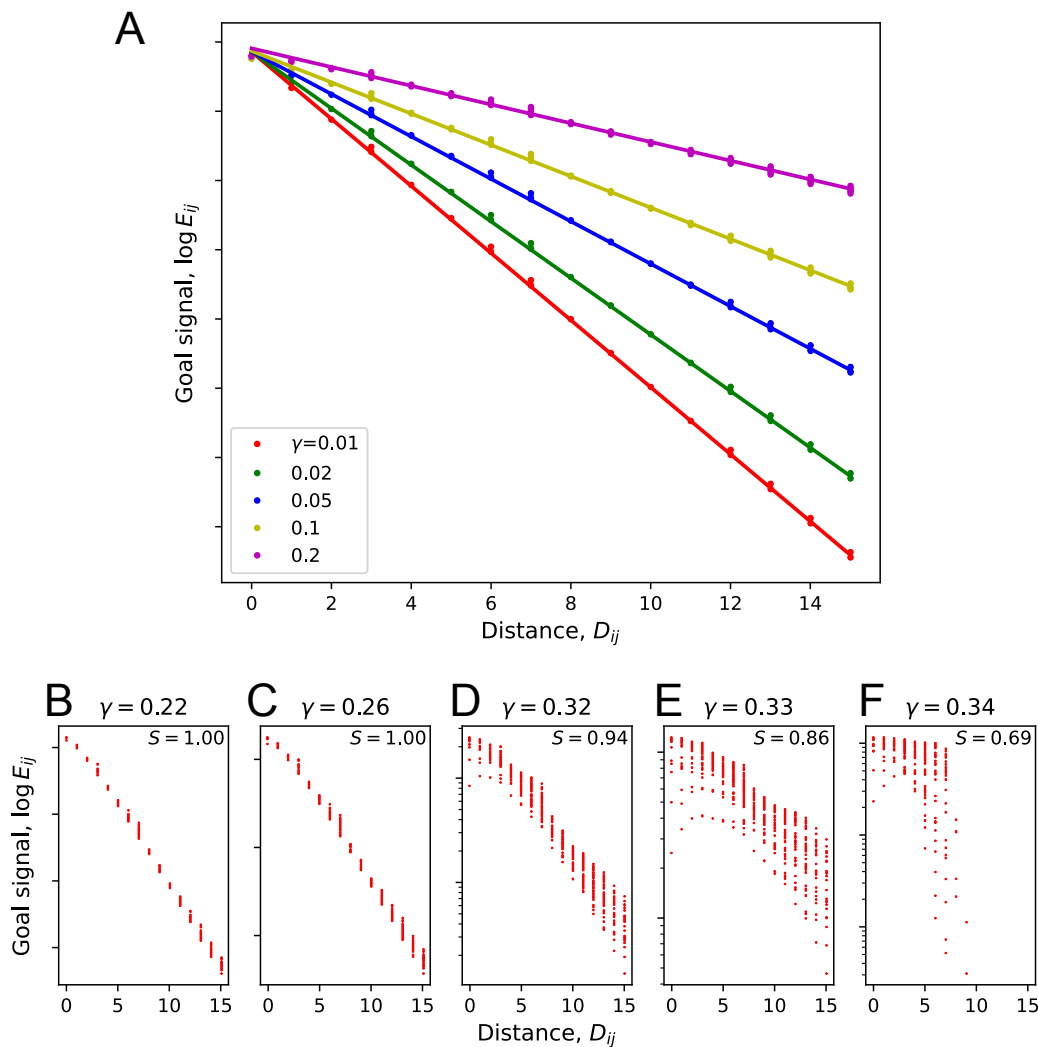 A
Goal signal, log E_ij
γ=0.01
0.02
0.05
0.1
0.2
0 2 4 6 8 10 12 14
Distance, D_ij
B
γ = 0.22
S = 1.00
C
γ = 0.26
S = 1.00
D
γ = 0.32
S = 0.94
E
γ = 0.33
S = 0.86
F
γ = 0.34
S = 0.69
Goal signal, log E_ij
0 5 10 15
0 5 10 15
0 5 10 15
0 5 10 15
0 5 10 15
Distance, D_ij